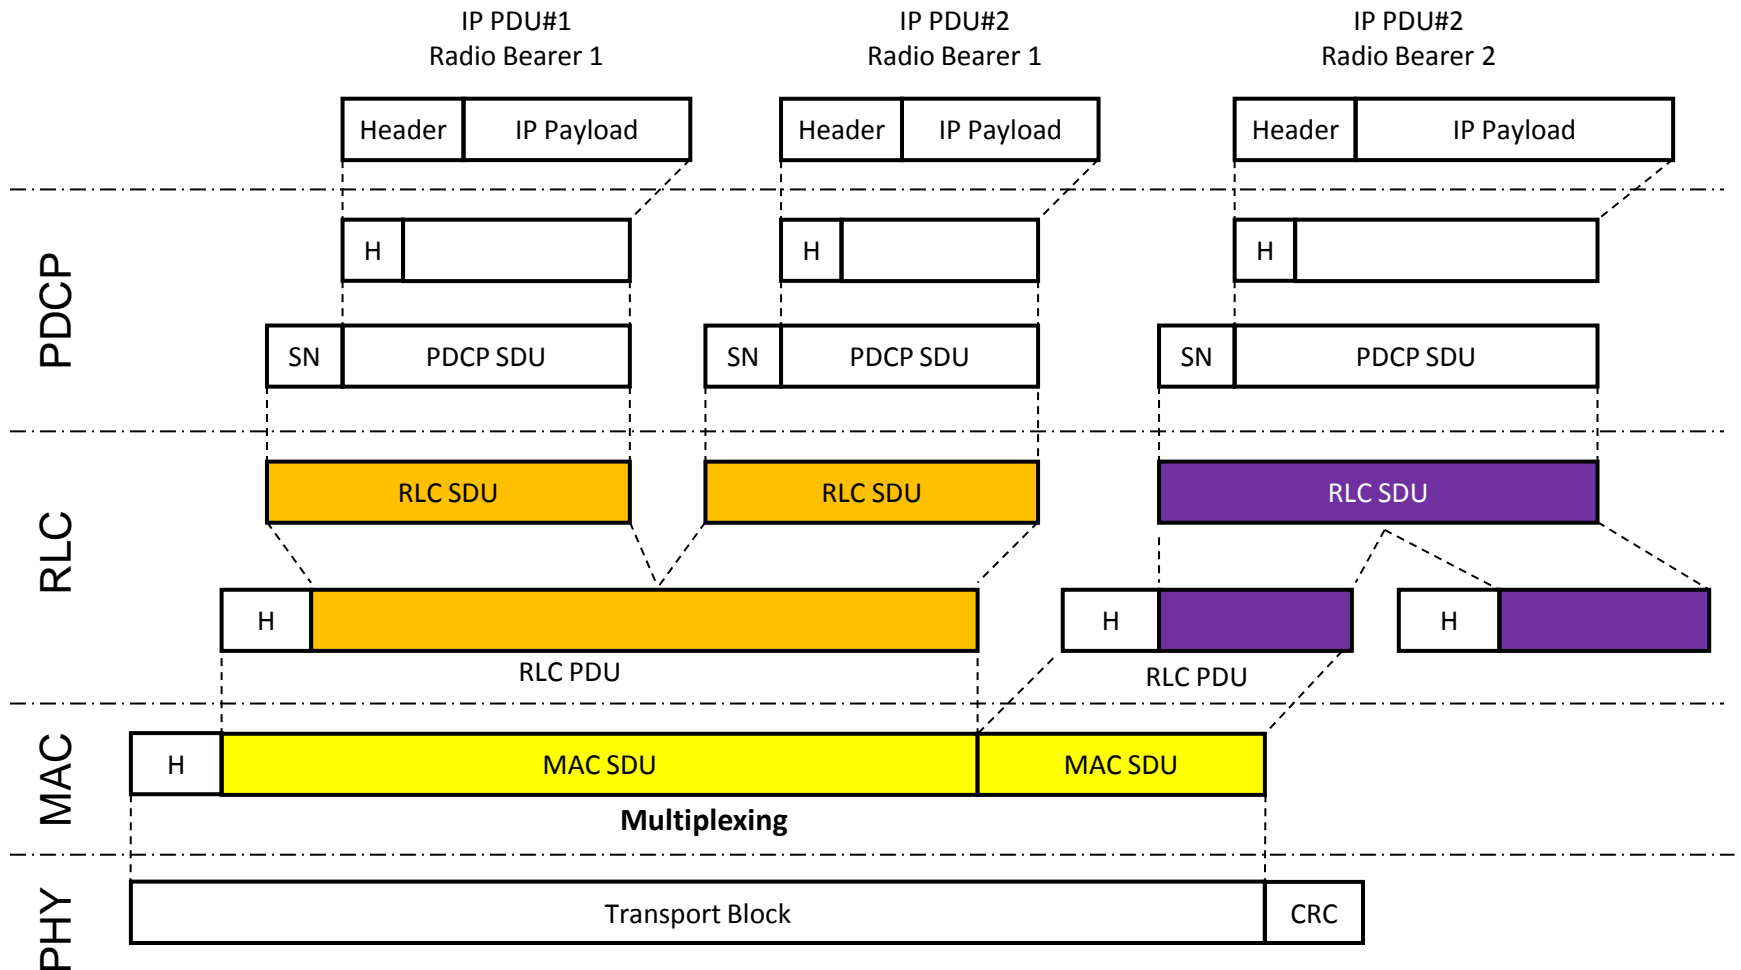 IP PDU#1
Radio Bearer 1
IP PDU#2
Radio Bearer 1
IP PDU#2
Radio Bearer 2
Header IP Payload Header IP Payload Header IP Payload
PDCP
H H H
SN PDCP SDU SN PDCP SDU SN PDCP SDU
RLC
RLC SDU RLC SDU RLC SDU
H H H
RLC PDU RLC PDU
MAC
H MAC SDU MAC SDU
Multiplexing
PHY
Transport Block CRC